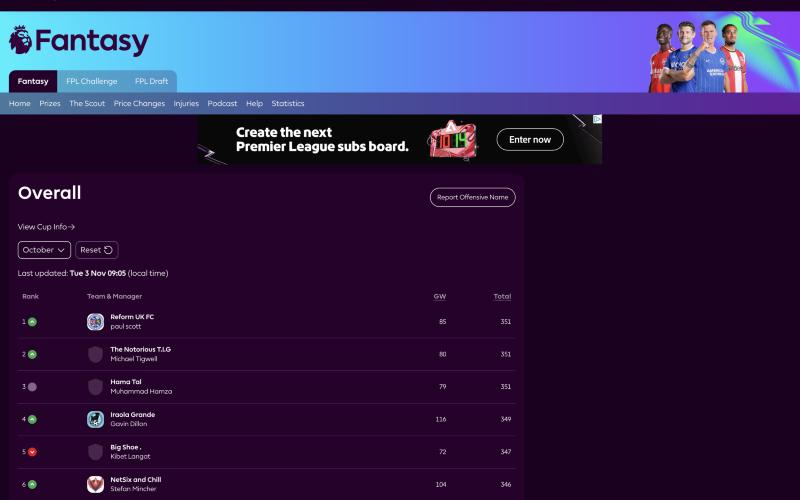 Fantasy
Fantasy FPL Challenge FPL Draft
Home Prizes The Scout Price Changes Injuries Podcast Help Statistics
Create the next
Premier League subs board.
Enter now
Overall
Report Offensive Name
View Cup Info
October Reset
Last updated: Tue 3 Nov 09:05 (local time)
Rank Team & Manager GW Total
1 Reform UK FC 85 351
paul scott
2 The Notorious T.I.G 80 351
Michael Tigwell
3 Hama Tal 79 351
Muhammad Hamza
4 Iraola Grande 116 349
Gavin Dillon
5 Big Shoe . 72 347
Kibet Langat
6 NetSix and Chill 104 346
Stefan Mincher